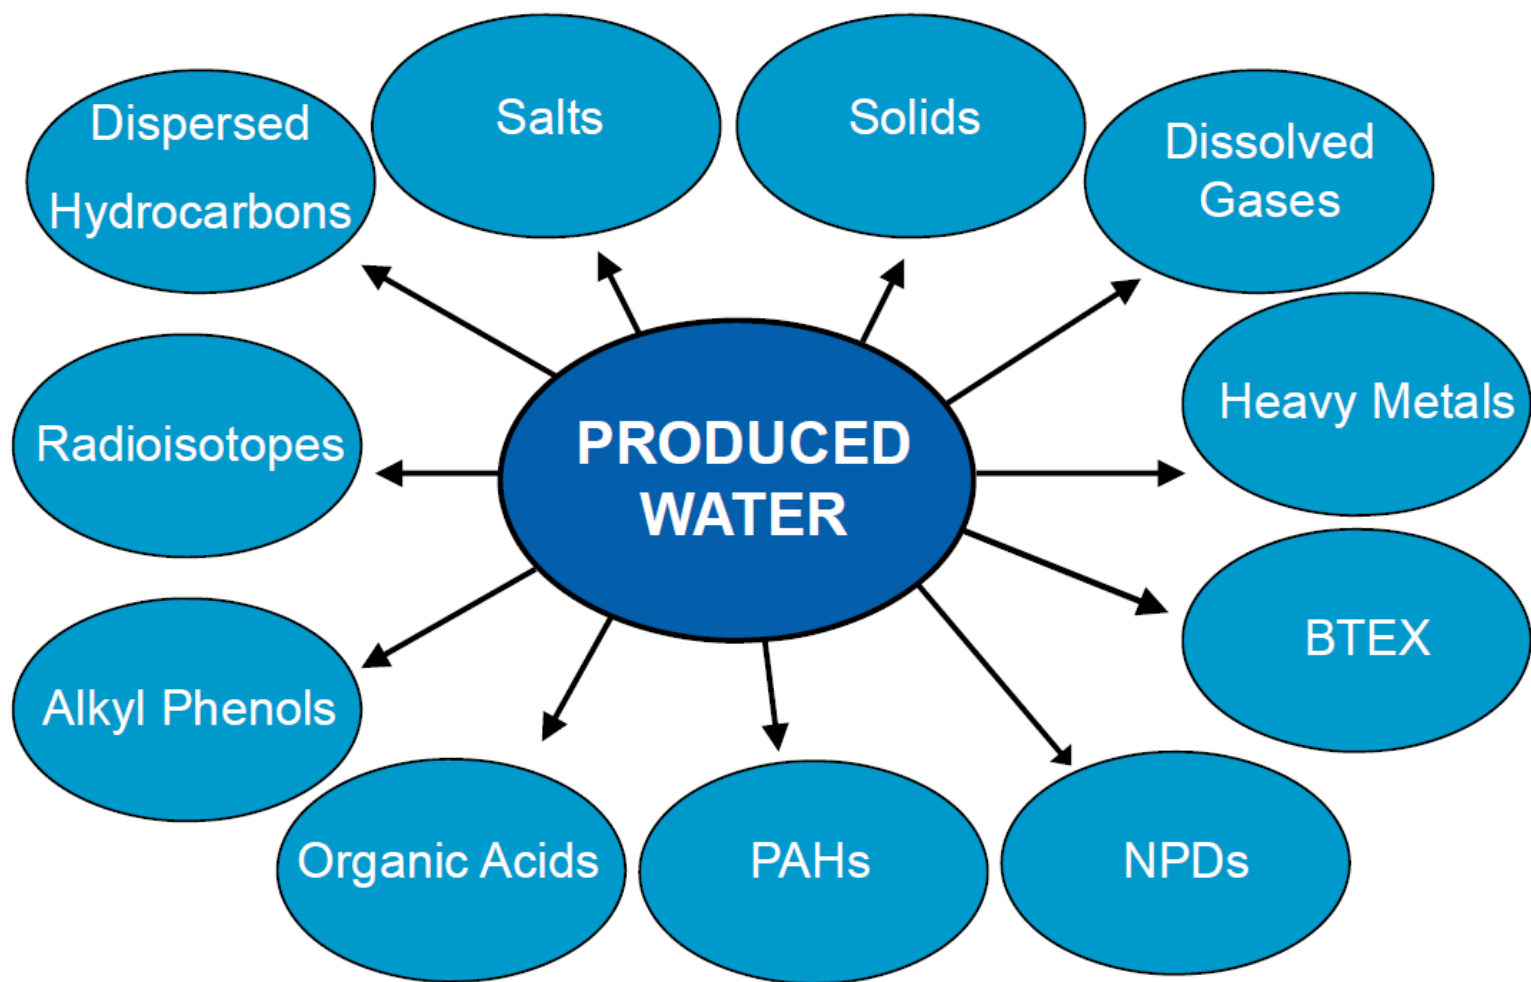 Dispersed
Hydrocarbons
Salts
Solids
Dissolved
Gases
Radioisotopes
PRODUCED
WATER
Heavy Metals
Alkyl Phenols
BTEX
Organic Acids
PAHs
NPDs